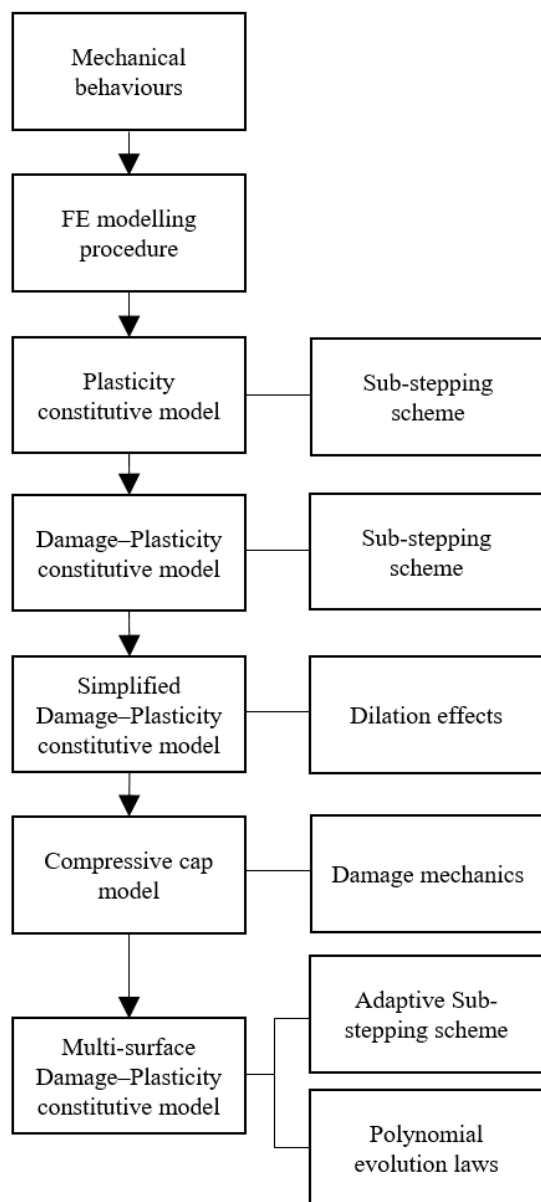 Mechanical
behaviours
FE modelling
procedure
Plasticity
constitutive model
Sub-stepping
scheme
Damage–Plasticity
constitutive model
Sub-stepping
scheme
Simplified
Damage–Plasticity
constitutive model
Dilation effects
Compressive cap
model
Damage mechanics
Multi-surface
Damage–Plasticity
constitutive model
Adaptive Sub-
stepping scheme
Polynomial
evolution laws